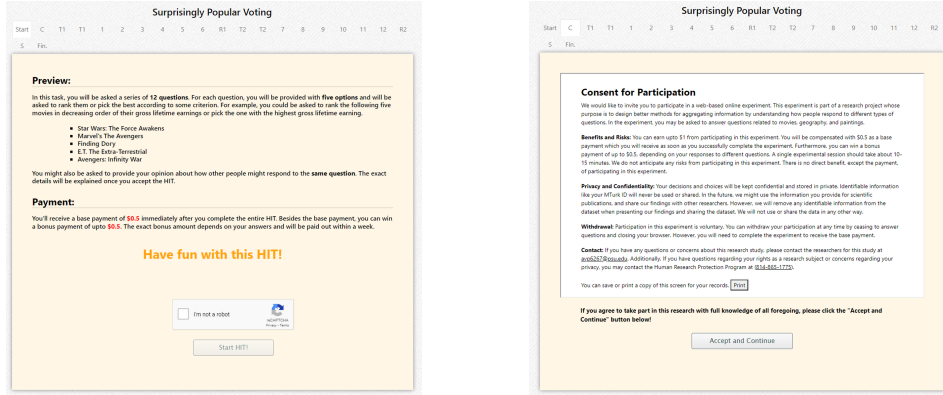 Surprisingly Popular Voting
Start C T1 T1 1 2 3 4 5 6 R1 T2 T2 7 8 9 10 11 12 R2
S Fin.
Preview:
In this task, you will be asked a series of 12 questions. For each question, you will be provided with five options and will be
asked to rank them or pick the best according to some criterion. For example, you could be asked to rank the following five
movies in decreasing order of their gross lifetime earnings or pick the one with the highest gross lifetime earning.
Star Wars: The Force Awakens
Marvel's The Avengers
Finding Dory
E.T. The Extra-Terrestrial
Avengers: Infinity War
You might also be asked to provide your opinion about how other people might respond to the same question. The exact
details will be explained once you accept the HIT.
Payment:
You'll receive a base payment of $0.5 immediately after you complete the entire HIT. Besides the base payment, you can win
a bonus payment of upto $0.5. The exact bonus amount depends on your answers and will be paid out within a week.
Have fun with this HIT!
I'm not a robot
reCAPTCHA
Privacy - Terms
Start HIT!
Surprisingly Popular Voting
Start C T1 T1 1 2 3 4 5 6 R1 T2 T2 7 8 9 10 11 12 R2
S Fin.
Consent for Participation
We would like to invite you to participate in a web-based online experiment. This experiment is part of a research project whose
purpose is to design better methods for aggregating information by understanding how people respond to different types of
questions. In the experiment, you may be asked to answer questions related to movies, geography, and paintings.
Benefits and Risks: You can earn upto $1 from participating in this experiment. You will be compensated with $0.5 as a base
payment which you will receive as soon as you successfully complete the experiment. Furthermore, you can win a bonus
payment of up to $0.5, depending on your responses to different questions. A single experimental session should take about 10-
15 minutes. We do not anticipate any risks from participating in this experiment. There is no direct benefit, except the payment,
of participating in this experiment.
Privacy and Confidentiality: Your decisions and choices will be kept confidential and stored in private. Identifiable information
like your MTurk ID will never be used or shared. In the future, we might use the information you provide for scientific
publications, and share our findings with other researchers. However, we will remove any identifiable information from the
dataset when presenting our findings and sharing the dataset. We will not use or share the data in any other way.
Withdrawal: Participation in this experiment is voluntary. You can withdraw your participation at any time by ceasing to answer
questions and closing your browser. However, you will need to complete the experiment to receive the base payment.
Contact: If you have any questions or concerns about this research study, please contact the researchers for this study at
avp6267@psu.edu. Additionally, if you have questions regarding your rights as a research subject or concerns regarding your
privacy, you may contact the Human Research Protection Program at (814-865-1775).
You can save or print a copy of this screen for your records. Print
If you agree to take part in this research with full knowledge of all foregoing, please click the "Accept and
Continue" button below!
Accept and Continue